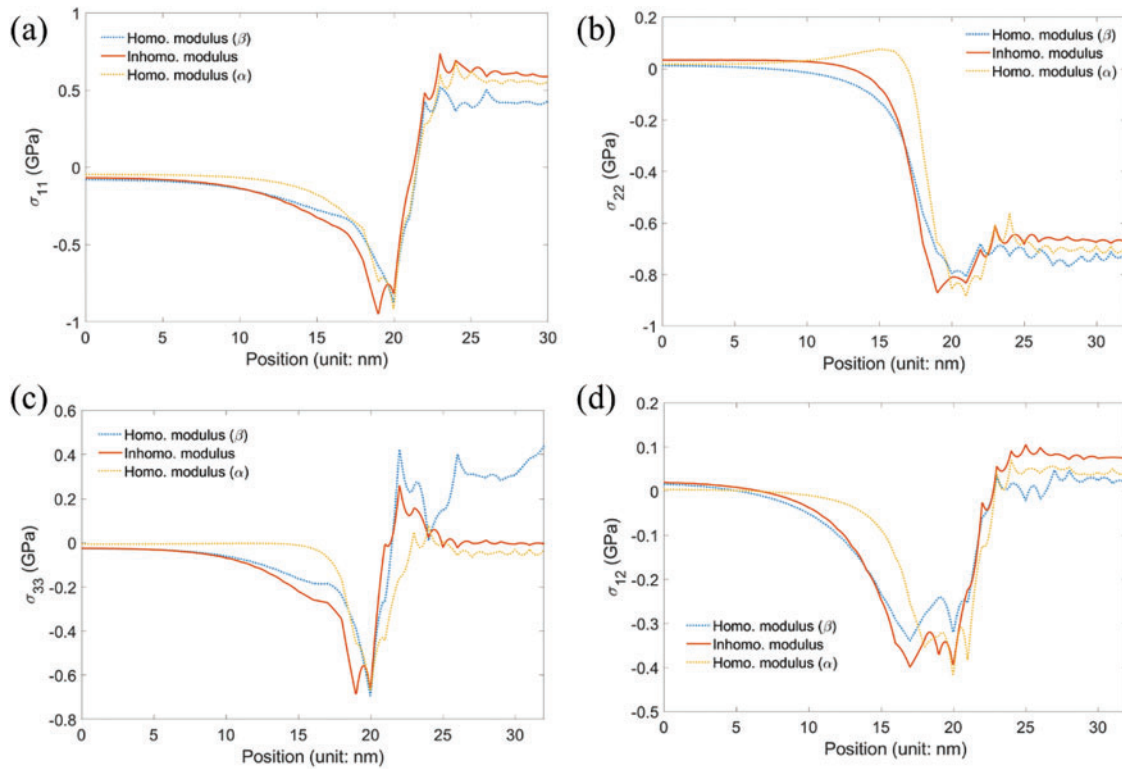 (a)
1
0.5
0
-0.5
-1
σ11 (GPa)
Homo. modulus (β)
Inhomo. modulus
Homo. modulus (α)
0 5 10 15 20 25 30
Position (unit: nm)
(b)
0.2
0
-0.2
-0.4
-0.6
-0.8
-1
σ22 (GPa)
Homo. modulus (β)
Inhomo. modulus
Homo. modulus (α)
0 5 10 15 20 25 30
Position (unit: nm)
(c)
0.6
0.4
0.2
0
-0.2
-0.4
-0.6
-0.8
σ33 (GPa)
Homo. modulus (β)
Inhomo. modulus
Homo. modulus (α)
0 5 10 15 20 25 30
Position (unit: nm)
(d)
0.2
0.1
0
-0.1
-0.2
-0.3
-0.4
-0.5
σ12 (GPa)
Homo. modulus (β)
Inhomo. modulus
Homo. modulus (α)
0 5 10 15 20 25 30
Position (unit: nm)